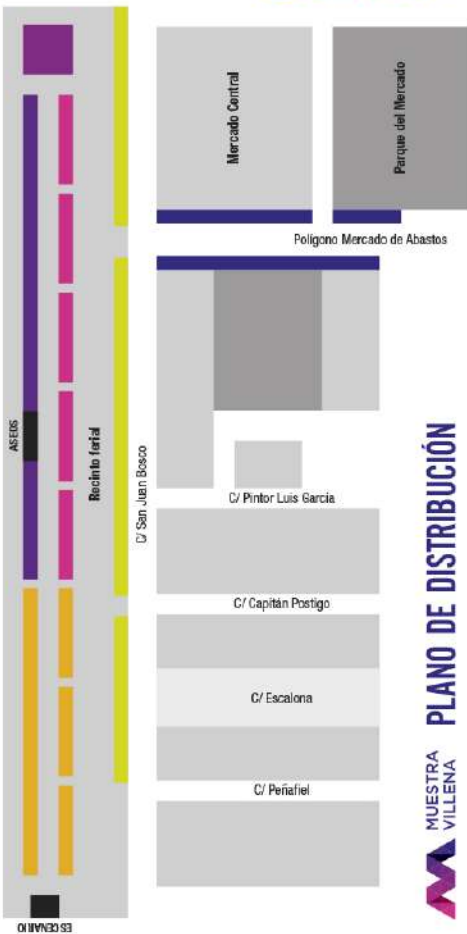 Mercado Central
Parque del Mercado
Polígono Mercado de Abastos
ASEOS
Recinto ferial
C/ San Juan Bosco
C/ Pintor Luis García
C/ Capitán Postigo
C/ Escalona
C/ Peñafiel
ESCENARIO
MUESTRA
VILLENA
PLANO DE DISTRIBUCIÓN